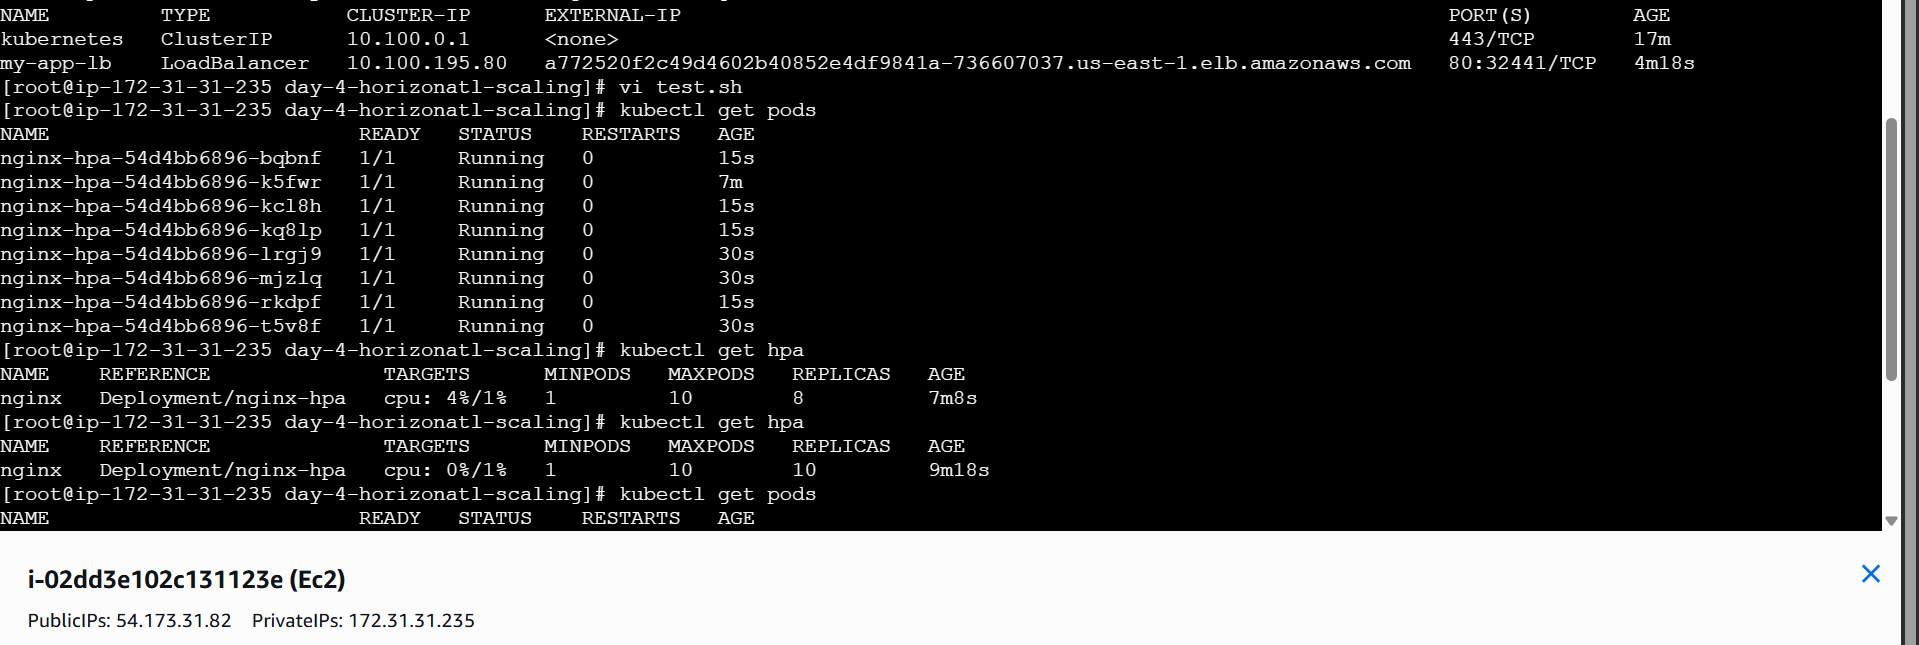 NAME TYPE CLUSTER-IP EXTERNAL-IP PORT(S) AGE
kubernetes ClusterIP 10.100.0.1 <none> 443/TCP 17m
my-app-lb LoadBalancer 10.100.195.80 a772520f2c49d4602b40852e4df9841a-736607037.us-east-1.elb.amazonaws.com 80:32441/TCP 4m18s
[root@ip-172-31-31-235 day-4-horizonatl-scaling]# vi test.sh
[root@ip-172-31-31-235 day-4-horizonatl-scaling]# kubectl get pods
NAME READY STATUS RESTARTS AGE
nginx-hpa-54d4bb6896-bqbnf 1/1 Running 0 15s
nginx-hpa-54d4bb6896-k5fwr 1/1 Running 0 7m
nginx-hpa-54d4bb6896-kcl8h 1/1 Running 0 15s
nginx-hpa-54d4bb6896-kq8lp 1/1 Running 0 15s
nginx-hpa-54d4bb6896-lrgj9 1/1 Running 0 30s
nginx-hpa-54d4bb6896-mjzlq 1/1 Running 0 30s
nginx-hpa-54d4bb6896-rkdpf 1/1 Running 0 15s
nginx-hpa-54d4bb6896-t5v8f 1/1 Running 0 30s
[root@ip-172-31-31-235 day-4-horizonatl-scaling]# kubectl get hpa
NAME REFERENCE TARGETS MINPODS MAXPODS REPLICAS AGE
nginx Deployment/nginx-hpa cpu: 4%/1% 1 10 8 7m8s
[root@ip-172-31-31-235 day-4-horizonatl-scaling]# kubectl get hpa
NAME REFERENCE TARGETS MINPODS MAXPODS REPLICAS AGE
nginx Deployment/nginx-hpa cpu: 0%/1% 1 10 10 9m18s
[root@ip-172-31-31-235 day-4-horizonatl-scaling]# kubectl get pods
NAME READY STATUS RESTARTS AGE
i-02dd3e102c131123e (Ec2)
PublicIPs: 54.173.31.82 PrivateIPs: 172.31.31.235